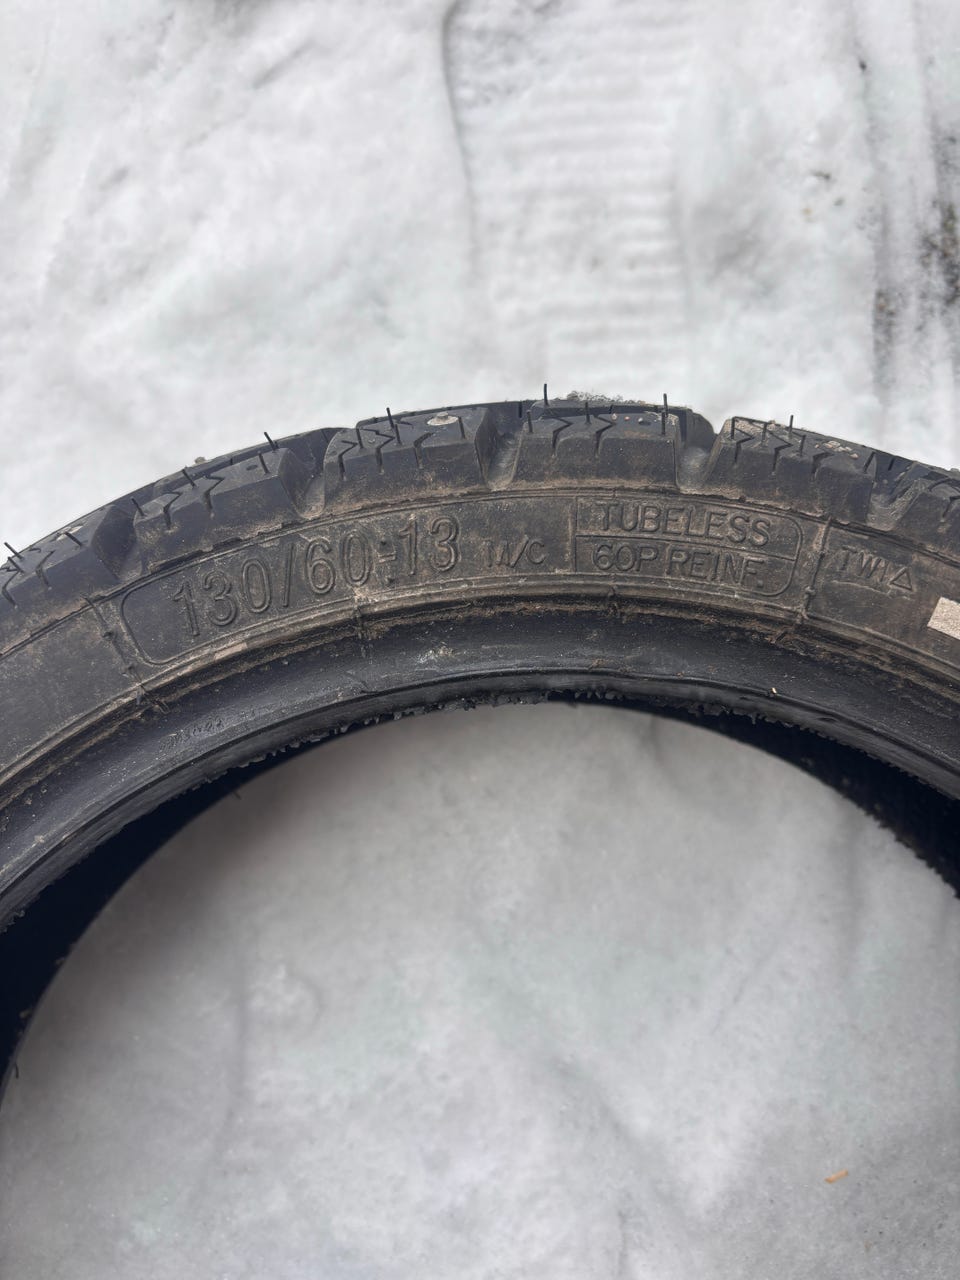 130/60-13 M/C
TUBELESS
60P REINF.
TWI △